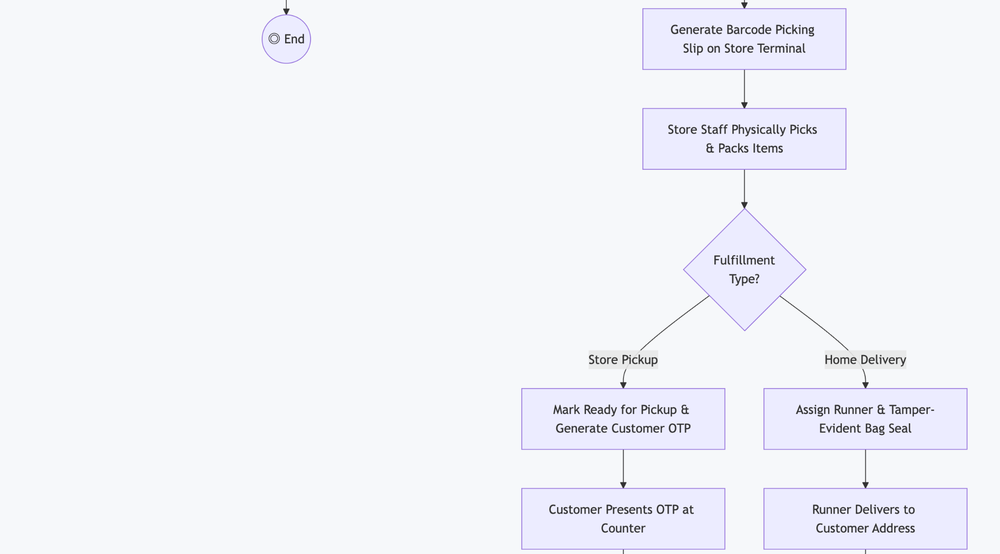 ◎ End
Generate Barcode Picking
Slip on Store Terminal
Store Staff Physically Picks
& Packs Items
Fulfillment
Type?
Store Pickup
Home Delivery
Mark Ready for Pickup &
Generate Customer OTP
Assign Runner & Tamper-
Evident Bag Seal
Customer Presents OTP at
Counter
Runner Delivers to
Customer Address